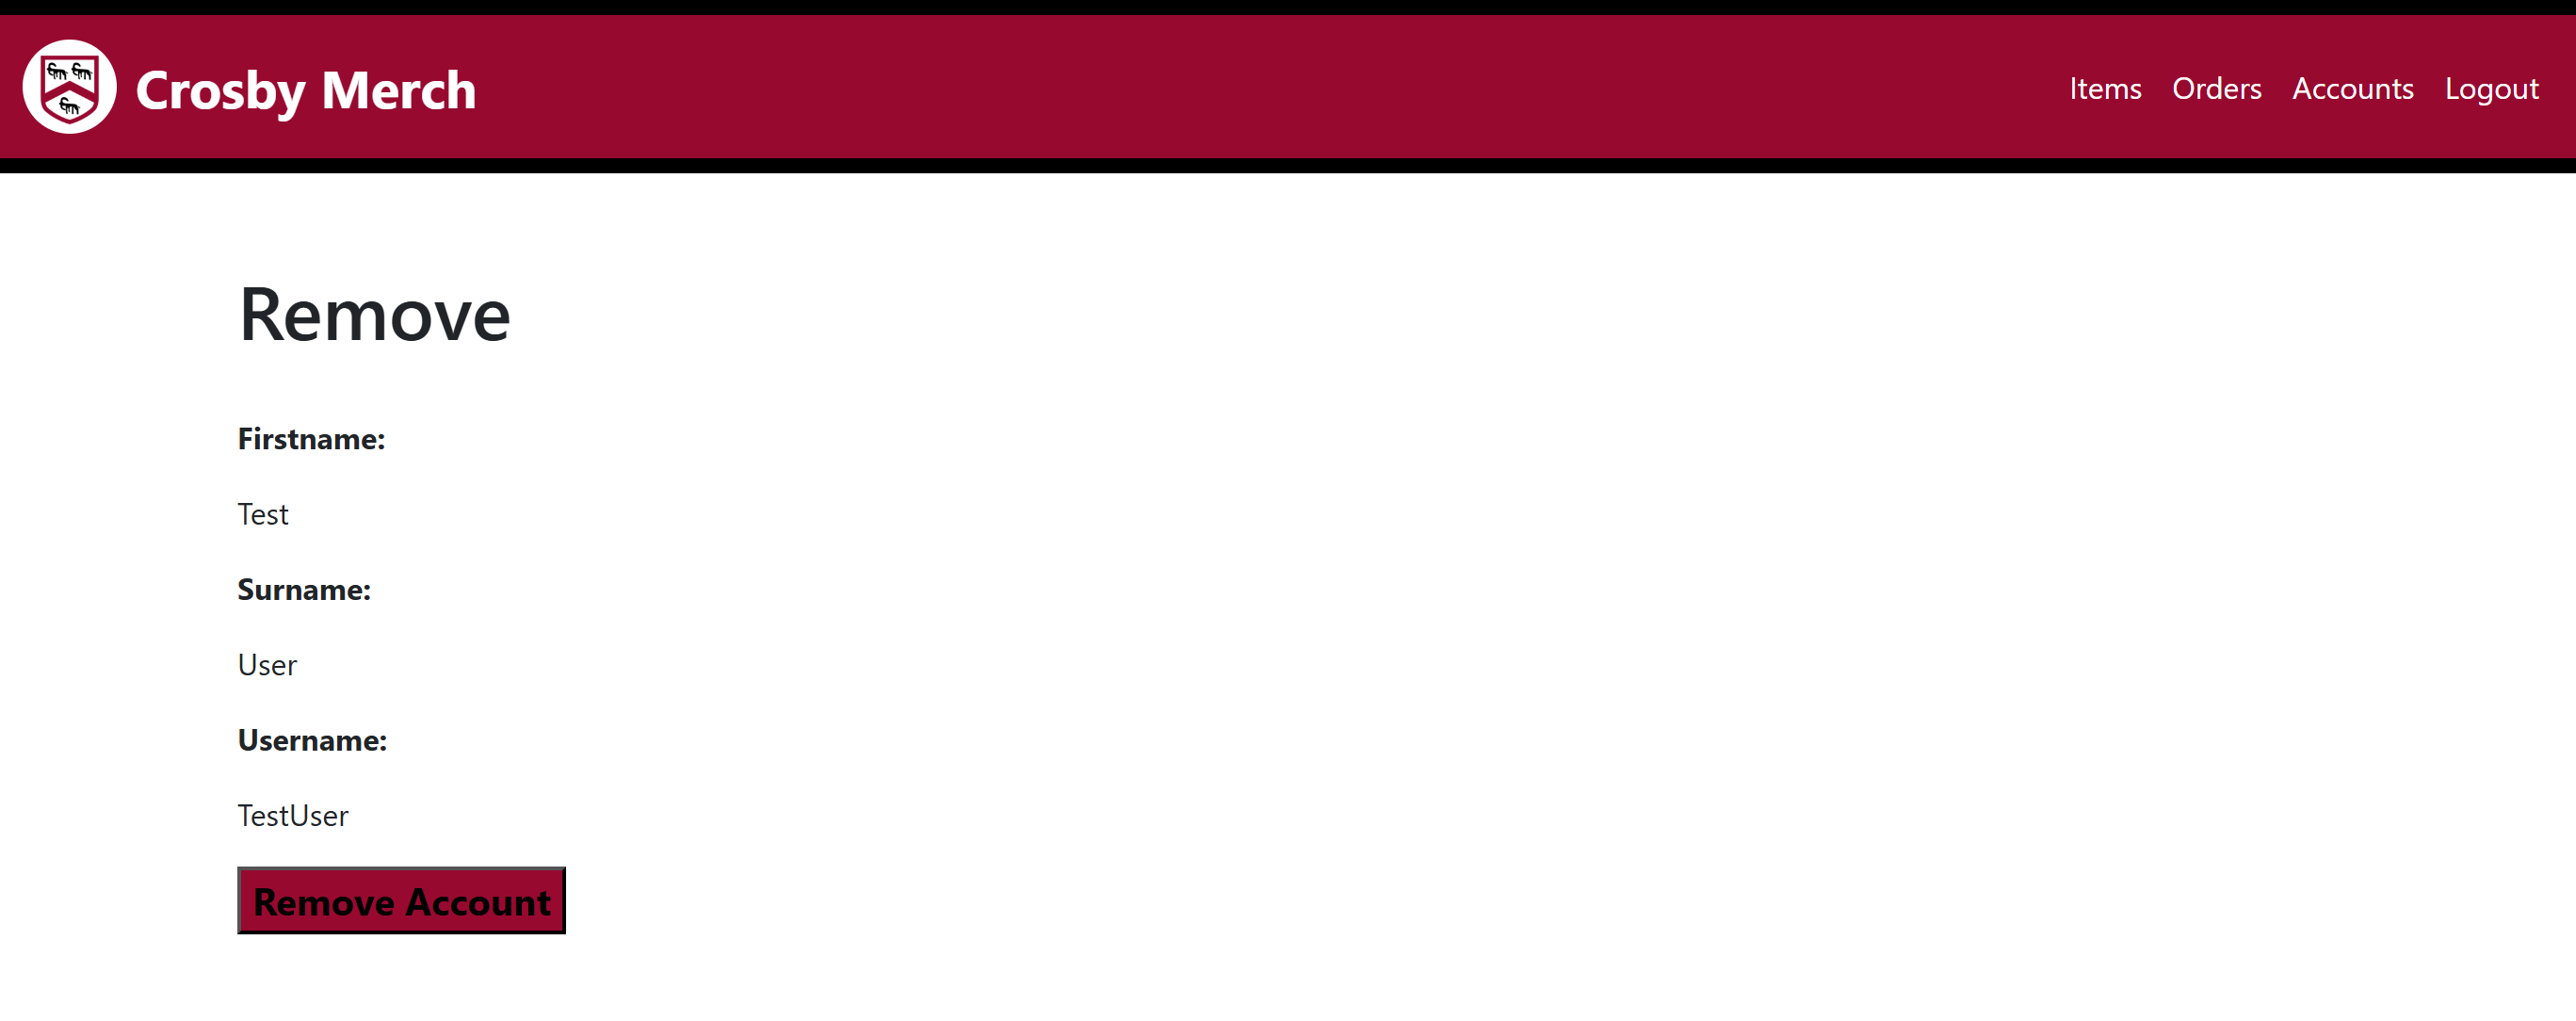 Crosby Merch
Items Orders Accounts Logout
Remove
Firstname:
Test
Surname:
User
Username:
TestUser
Remove Account